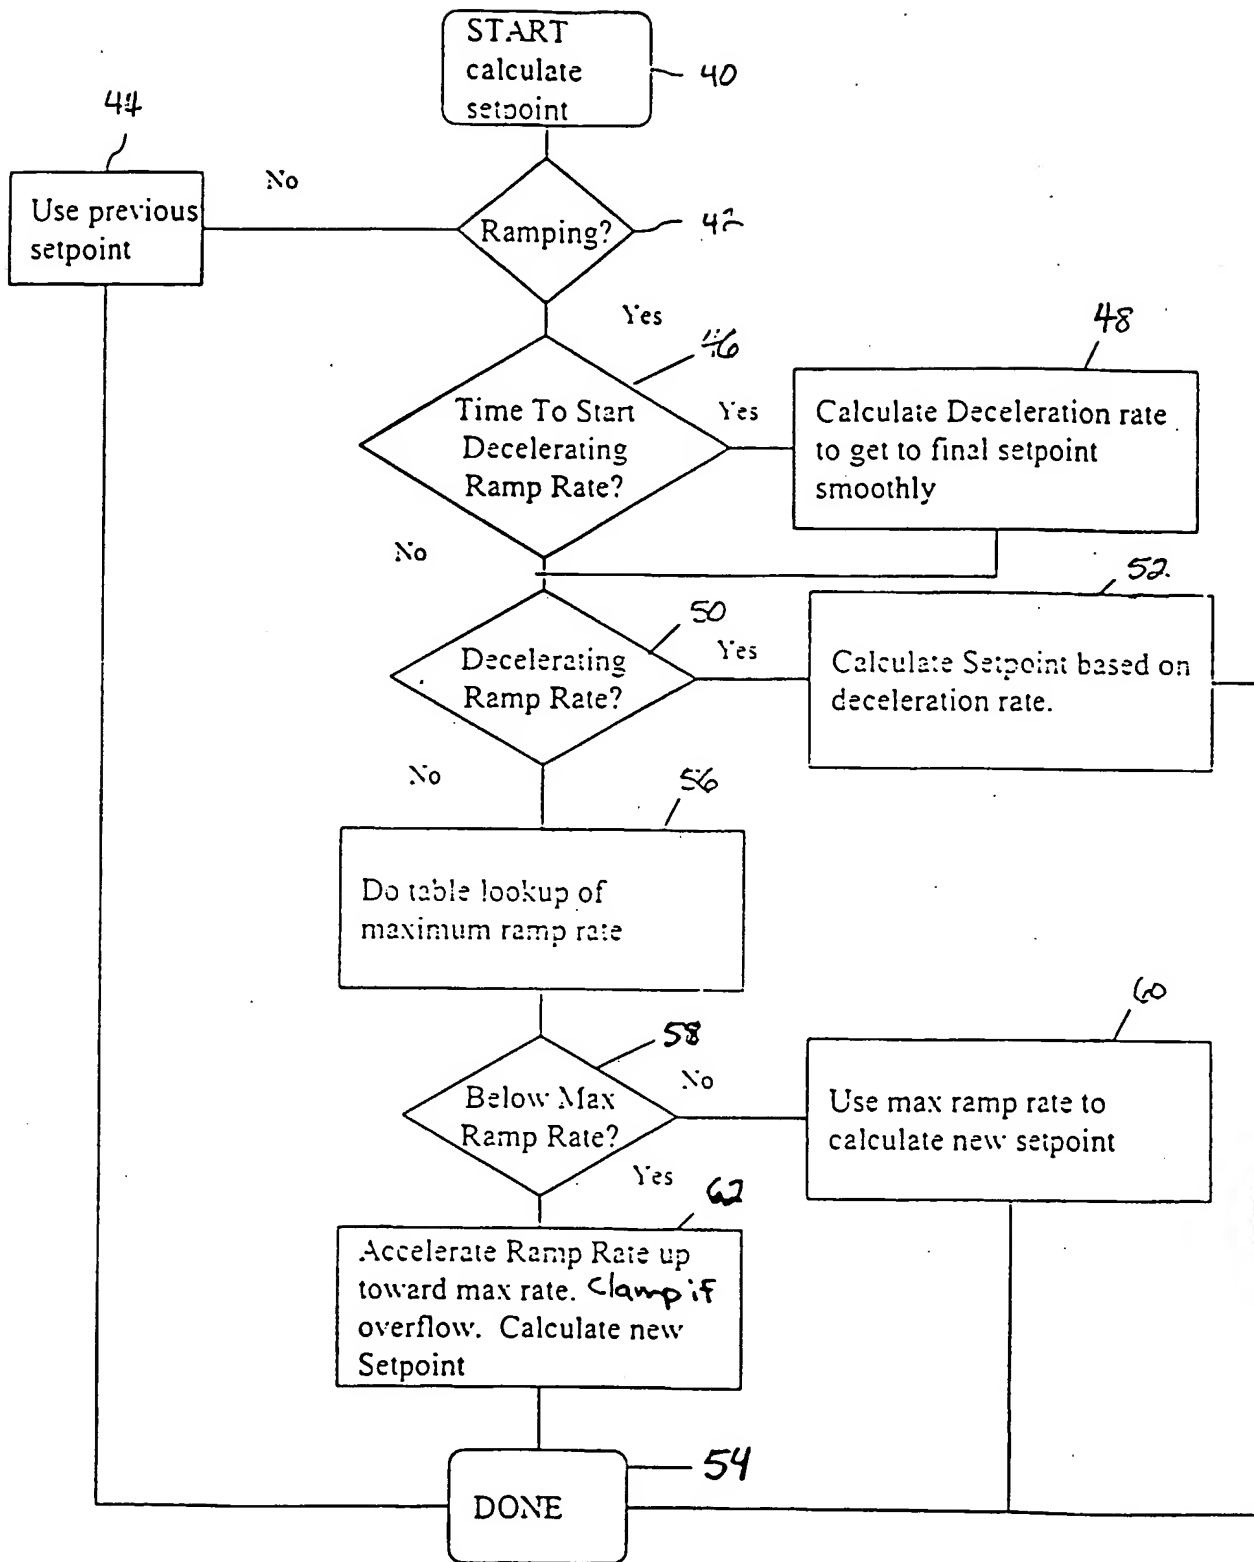 START
calculate
setpoint
40
44
No
Use previous
setpoint
Ramping?
42
Yes
46
48
Time To Start
Decelerating
Ramp Rate?
Yes
Calculate Deceleration rate
to get to final setpoint
smoothly
No
52
50
Decelerating
Ramp Rate?
Yes
Calculate Setpoint based on
deceleration rate.
No
56
Do table lookup of
maximum ramp rate
60
58
Below Max
Ramp Rate?
No
Use max ramp rate to
calculate new setpoint
Yes
62
Accelerate Ramp Rate up
toward max rate. Clamp if
overflow. Calculate new
Setpoint
54
DONE